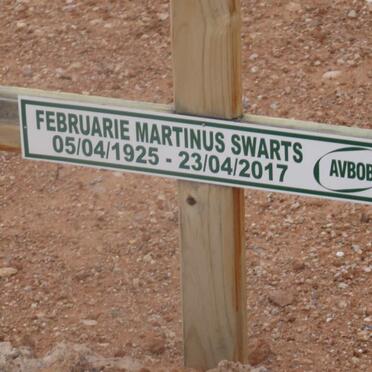 FEBRUARIE MARTINUS SWARTS
05/04/1925 - 23/04/2017
AVBOB